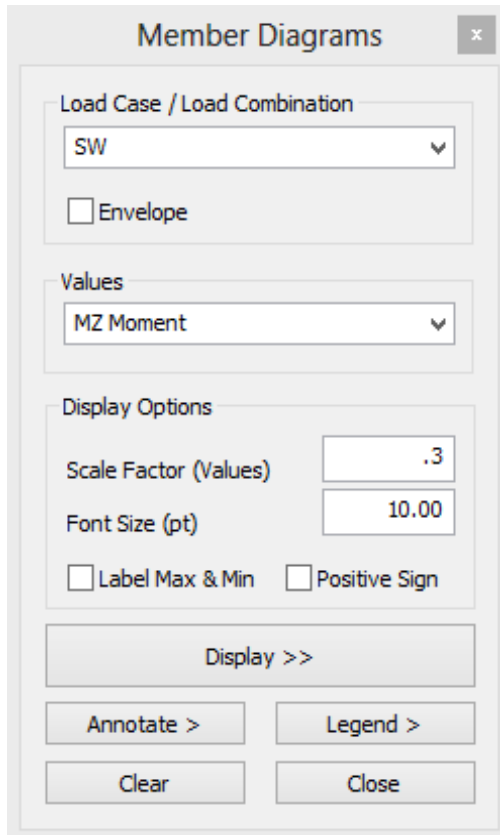 Member Diagrams x
Load Case / Load Combination
SW
Envelope
Values
MZ Moment
Display Options
Scale Factor (Values) .3
Font Size (pt) 10.00
Label Max & Min Positive Sign
Display >>
Annotate > Legend >
Clear Close